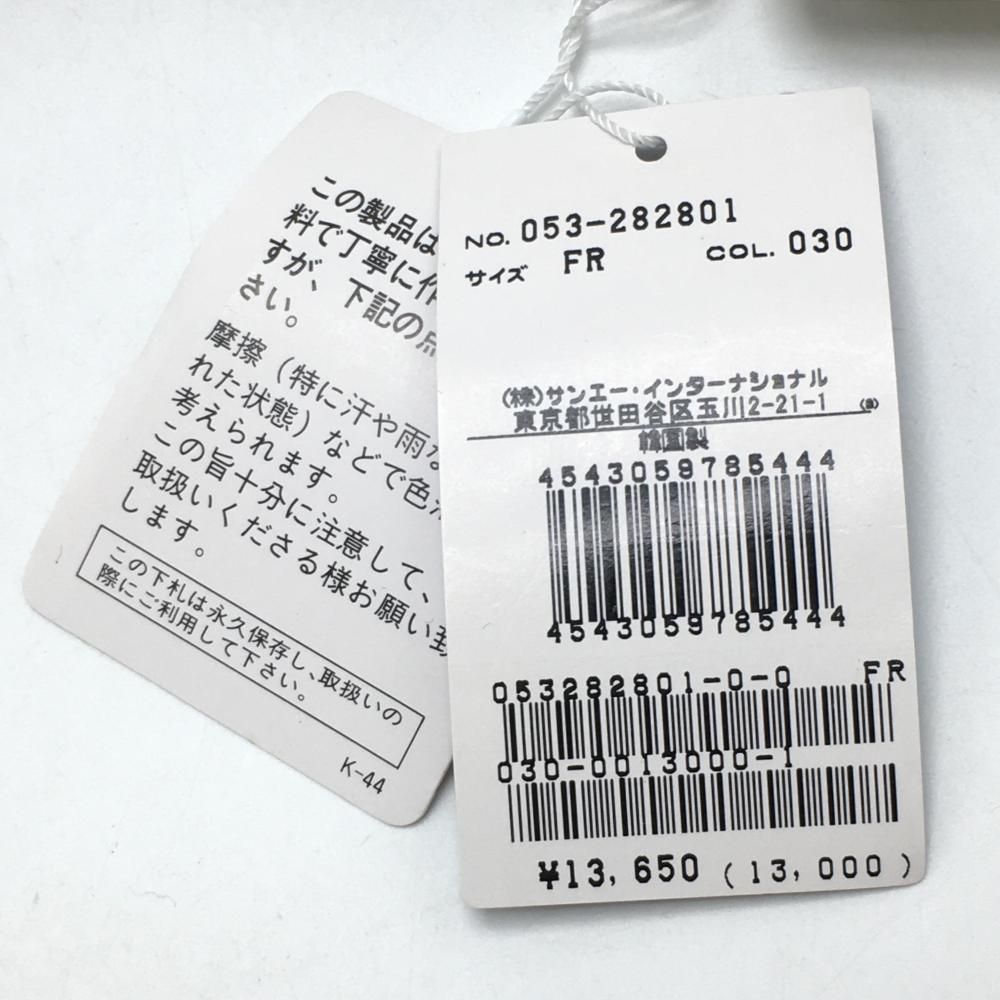 この製品は
料で丁寧に作
すが、下記の点
さい。
摩擦（特に汗や雨な
れた状態）などで色
考えられます。
この旨十分に注意して、
取扱いくださる様お願い致
します。
この下札は永久保存し、取扱いの
際にご利用して下さい。
K-44
NO. 053-282801
サイズ FR COL. 030
(株)サンエー・インターナショナル
東京都世田谷区玉川2-21-1
韓国製
4543059785444
4543059785444
053282801-0-0 FR
030-0013000-1
¥13,650 (13,000)